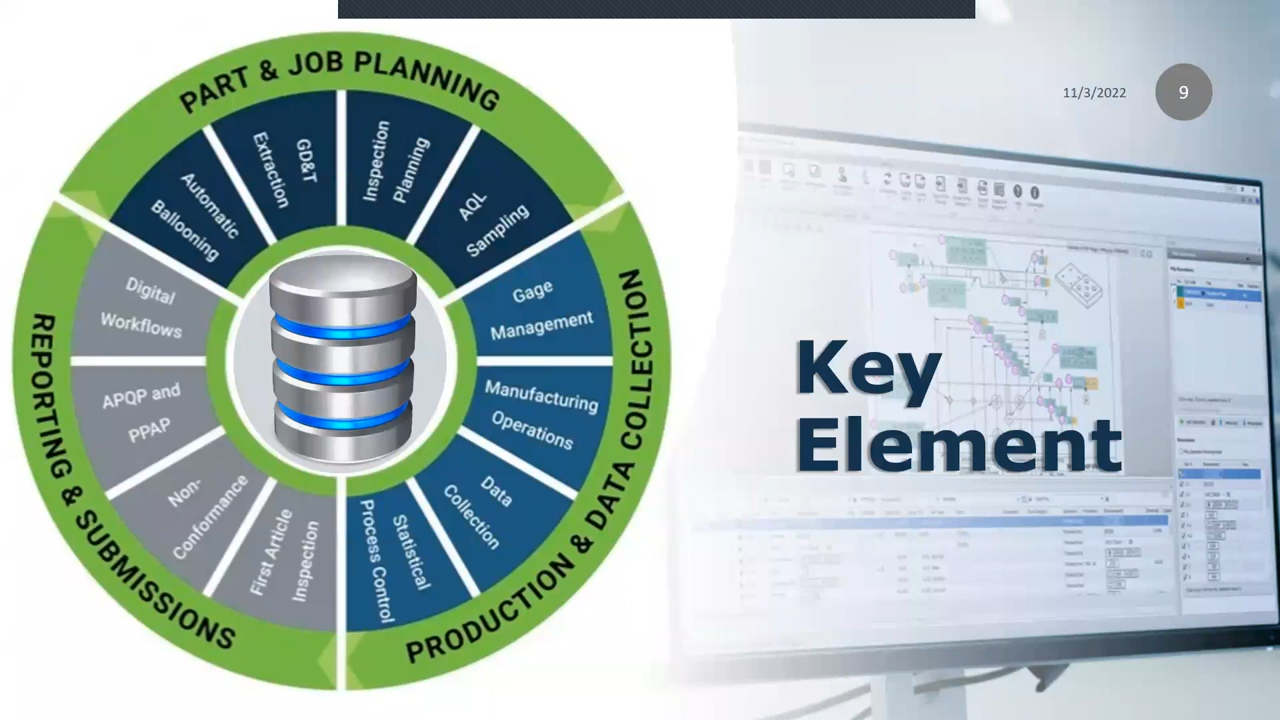 PART & JOB PLANNING
Automatic
Ballooning
GD&T
Extraction
Inspection
Planning
AQL
Sampling
PRODUCTION & DATA COLLECTION
Gage
Management
Manufacturing
Operations
Data
Collection
Statistical
Process Control
REPORTING & SUBMISSIONS
First Article
Inspection
Non-
Conformance
APQP and
PPAP
Digital
Workflows
11/3/2022
9
Key
Element